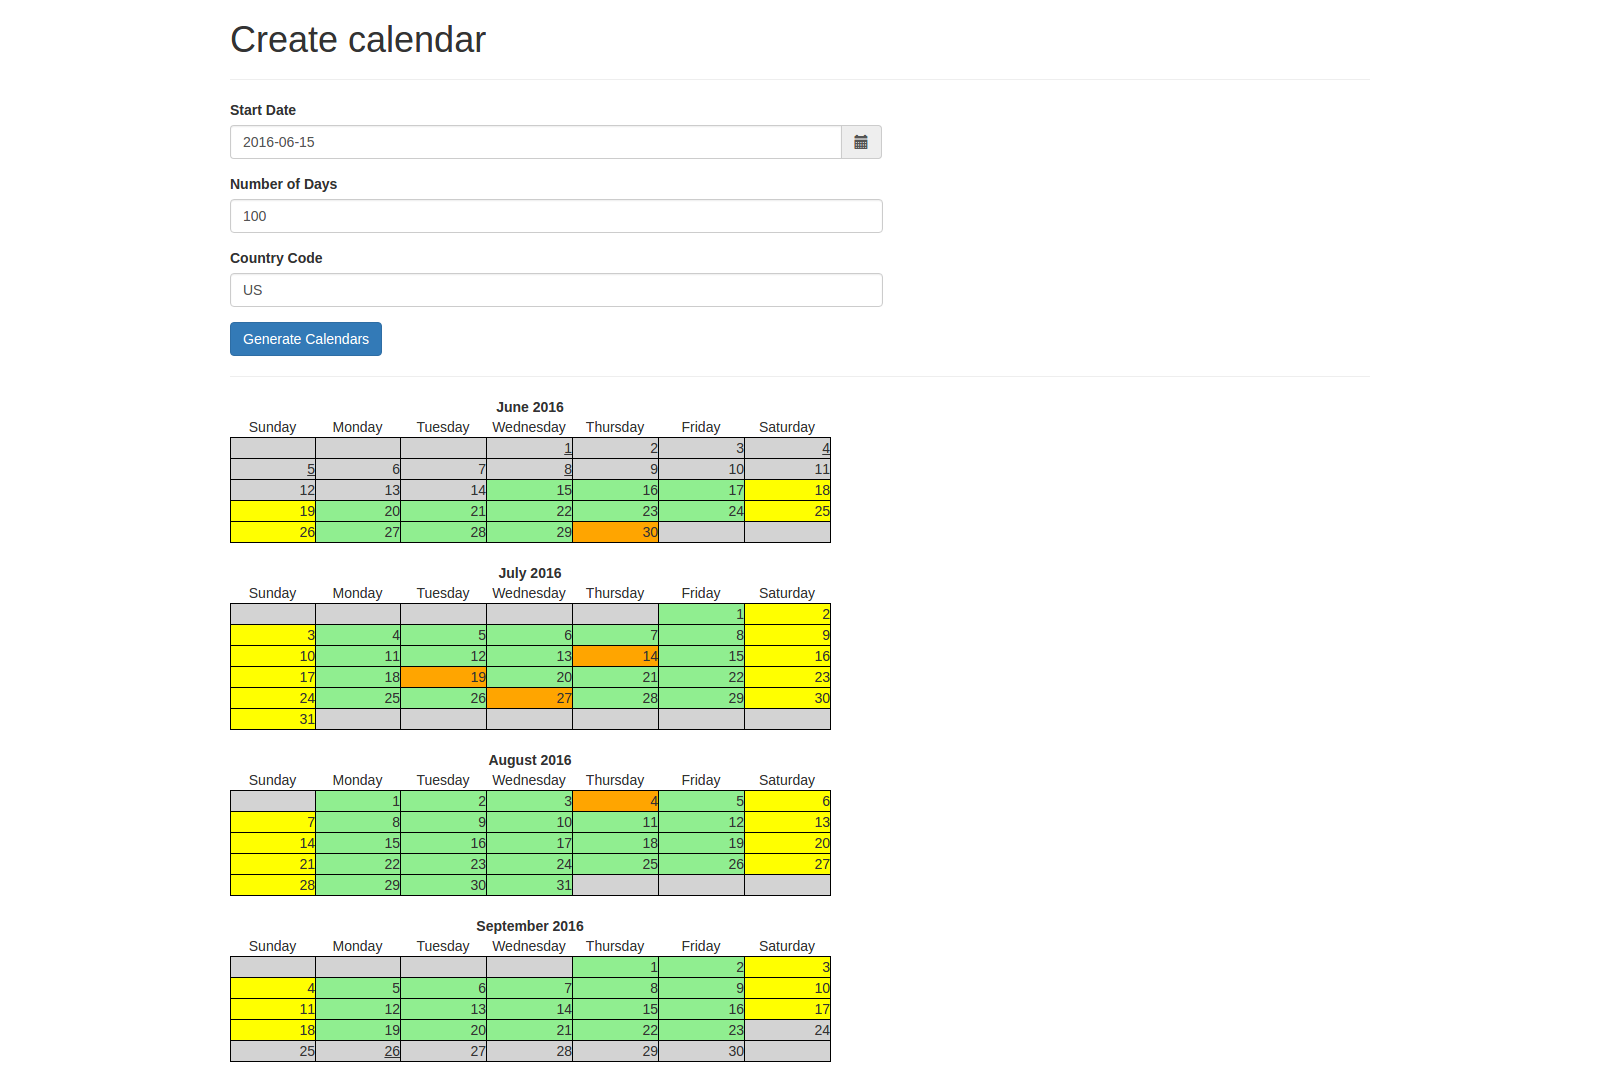 Create calendar
Start Date
2016-06-15
Number of Days
100
Country Code
US
Generate Calendars
June 2016
Sunday Monday Tuesday Wednesday Thursday Friday Saturday
1 2 3 4
5 6 7 8 9 10 11
12 13 14 15 16 17 18
19 20 21 22 23 24 25
26 27 28 29 30
July 2016
Sunday Monday Tuesday Wednesday Thursday Friday Saturday
1 2
3 4 5 6 7 8 9
10 11 12 13 14 15 16
17 18 19 20 21 22 23
24 25 26 27 28 29 30
31
August 2016
Sunday Monday Tuesday Wednesday Thursday Friday Saturday
1 2 3 4 5 6
7 8 9 10 11 12 13
14 15 16 17 18 19 20
21 22 23 24 25 26 27
28 29 30 31
September 2016
Sunday Monday Tuesday Wednesday Thursday Friday Saturday
1 2 3
4 5 6 7 8 9 10
11 12 13 14 15 16 17
18 19 20 21 22 23 24
25 26 27 28 29 30